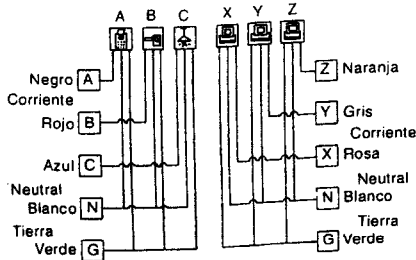 A B C
Negro A
Corriente
Rojo B
Azul C
Neutral
Blanco N
Tierra
Verde G
X Y Z
Z Naranja
Y Gris
Corriente
X Rosa
Neutral
N Blanco
Tierra
G Verde